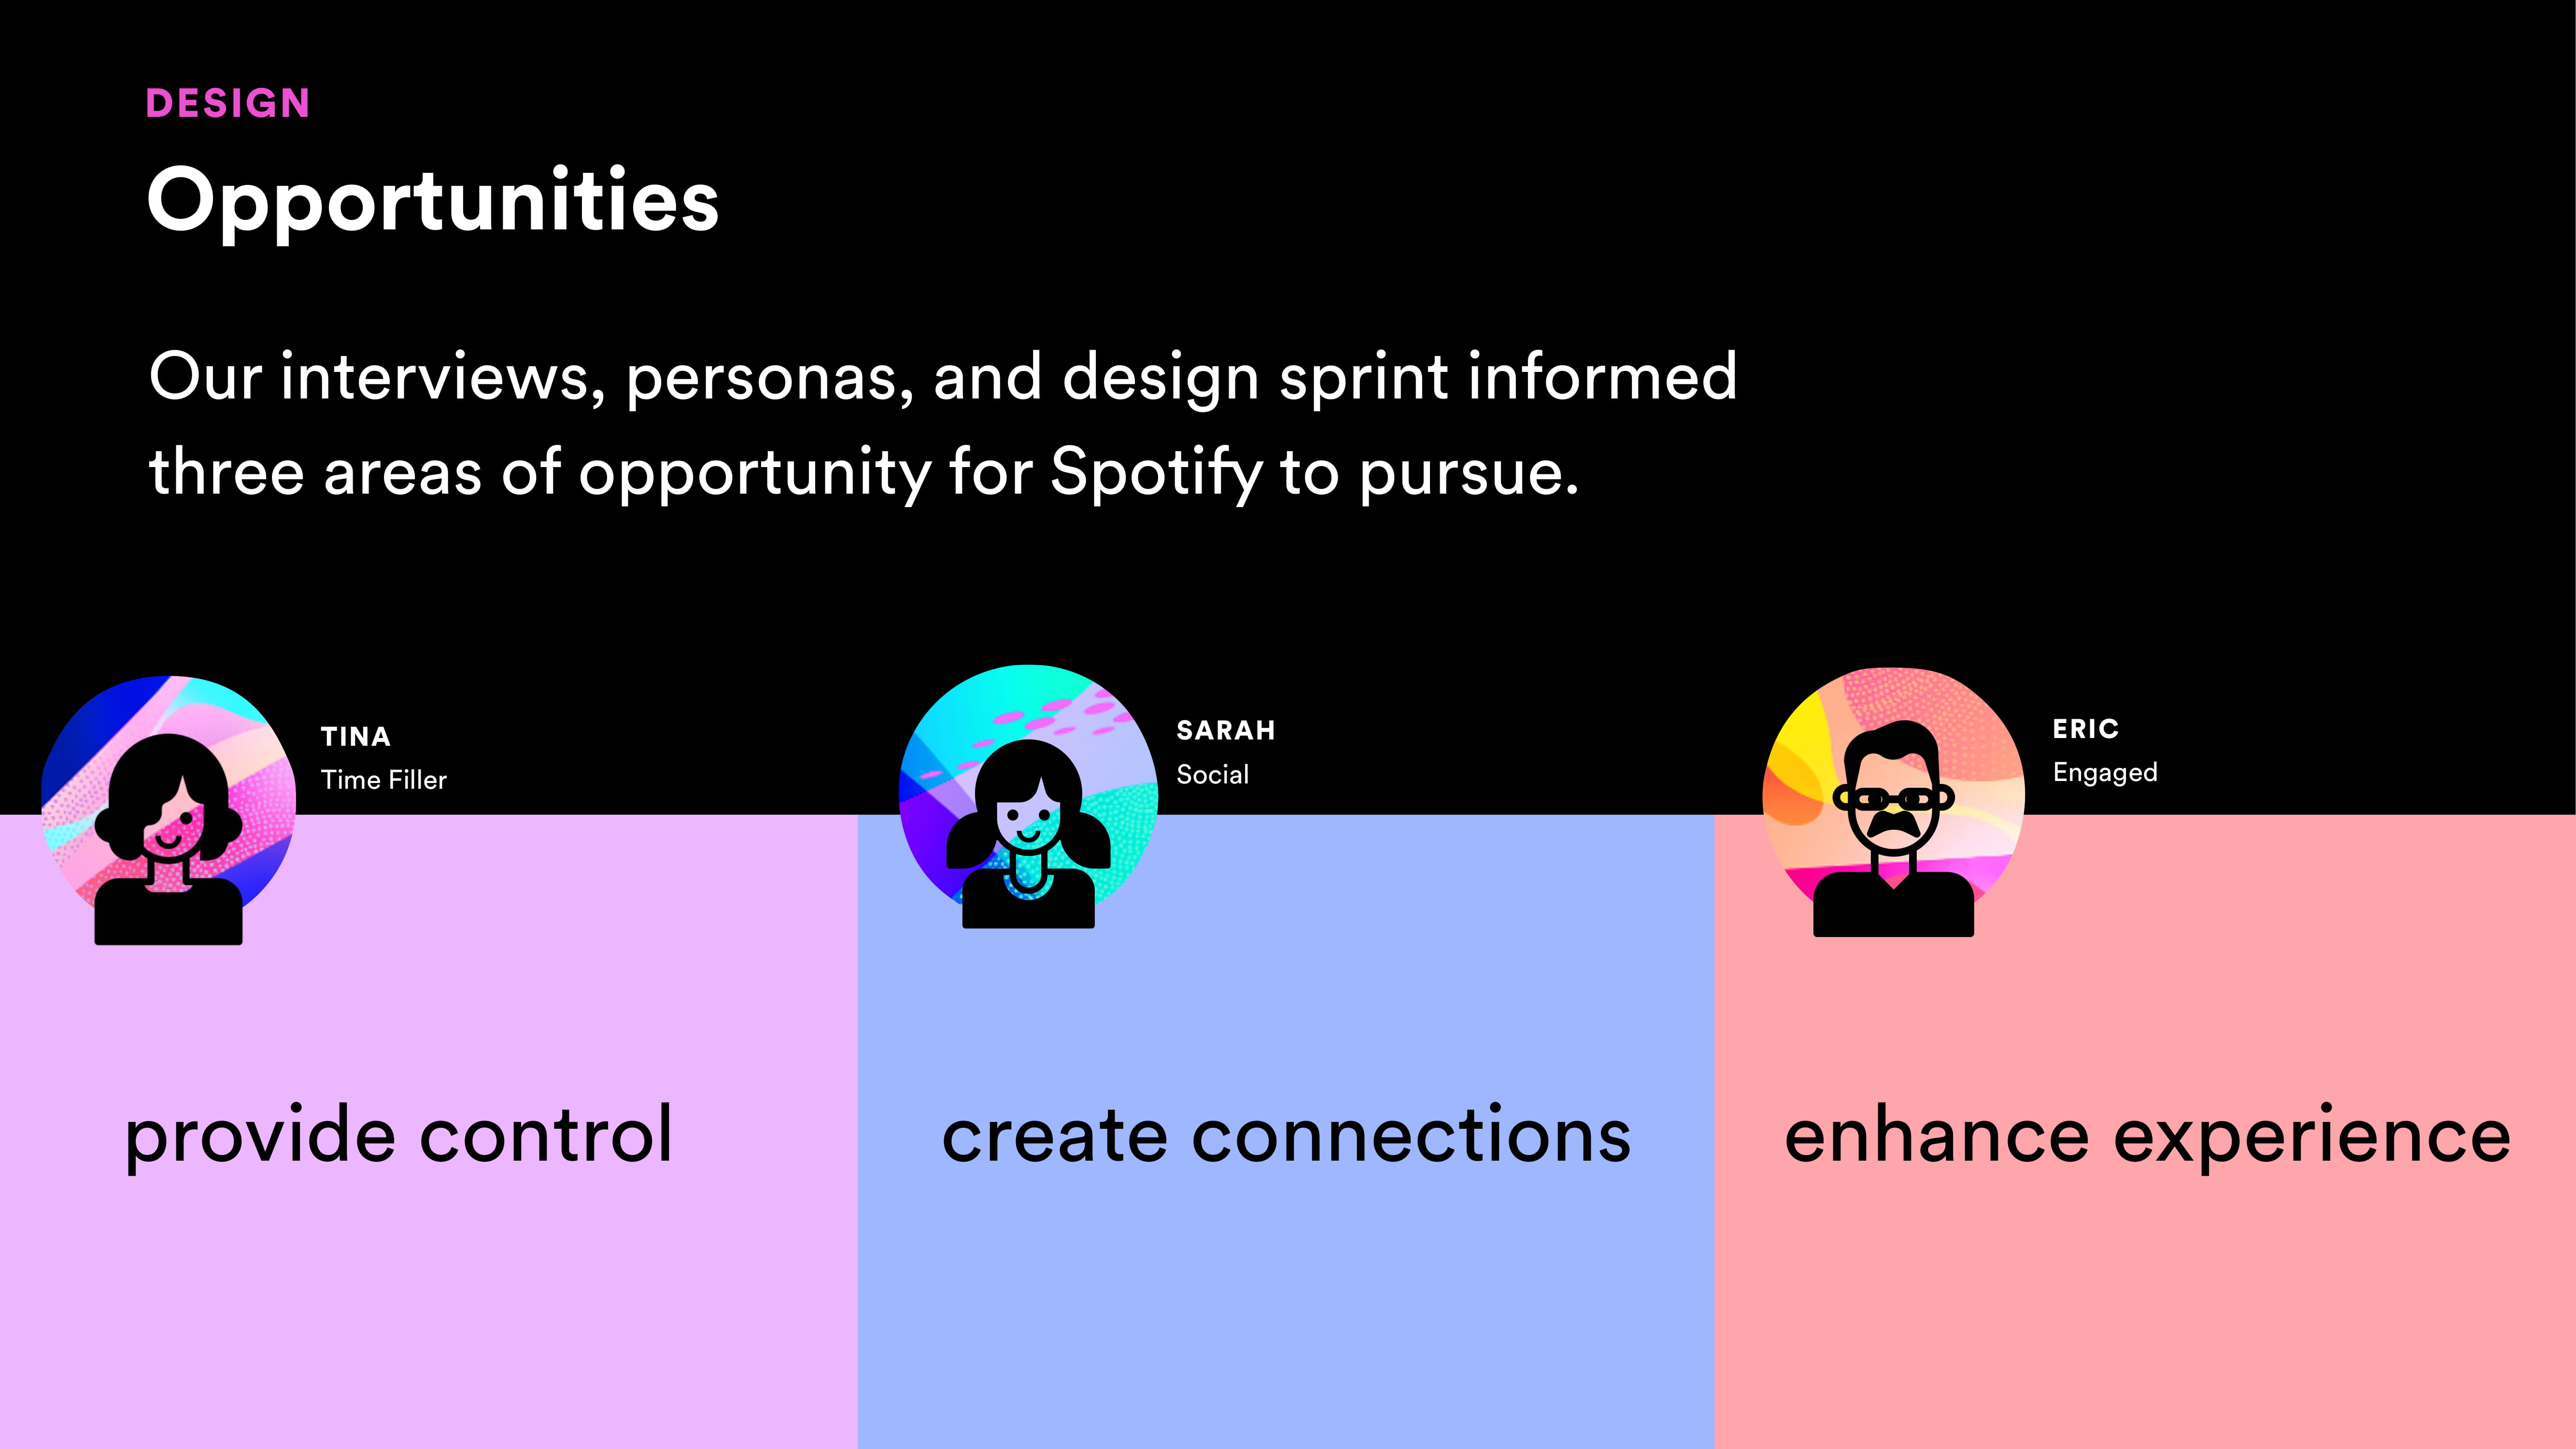 DESIGN
Opportunities
Our interviews, personas, and design sprint informed
three areas of opportunity for Spotify to pursue.
TINA
Time Filler
SARAH
Social
ERIC
Engaged
provide control
create connections
enhance experience